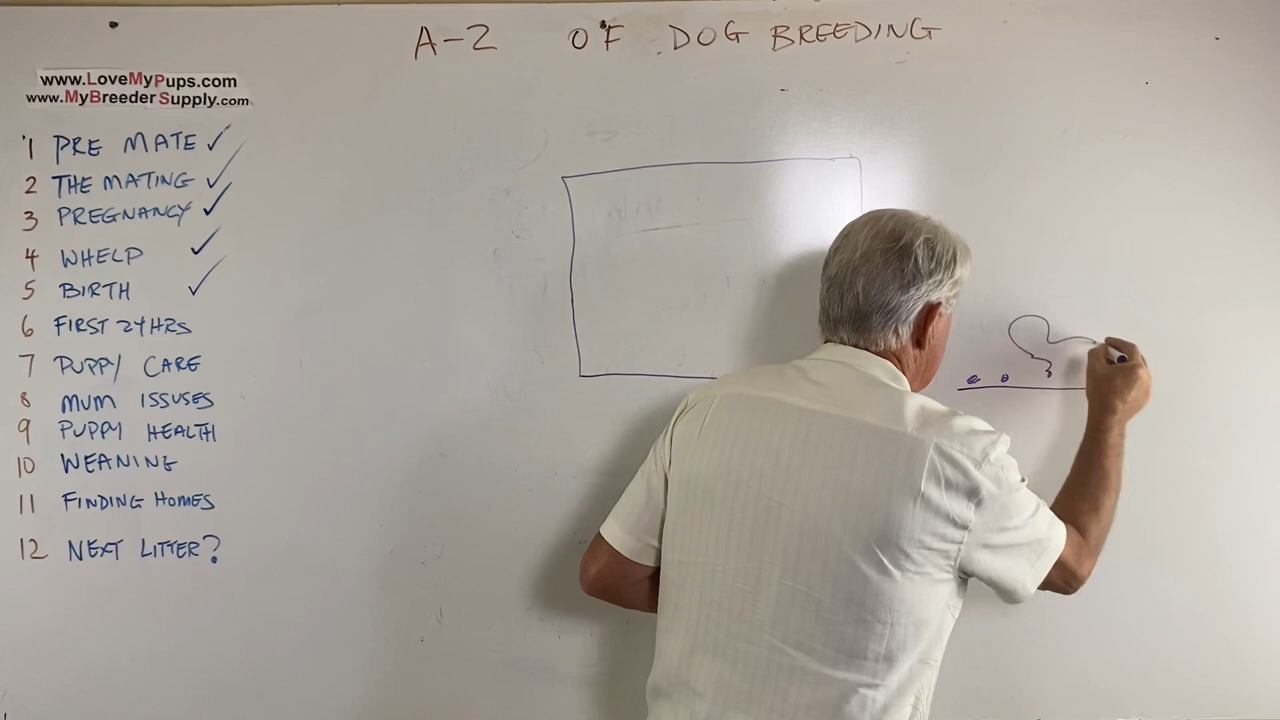 A-Z OF DOG BREEDING
www.LoveMyPups.com
www.MyBreederSupply.com
1 PRE MATE ✓
2 THE MATING ✓
3 PREGNANCY ✓
4 WHELP ✓
5 BIRTH ✓
6 FIRST 24HRS
7 PUPPY CARE
8 MUM ISSUSES
9 PUPPY HEALTH
10 WEANING
11 FINDING HOMES
12 NEXT LITTER?